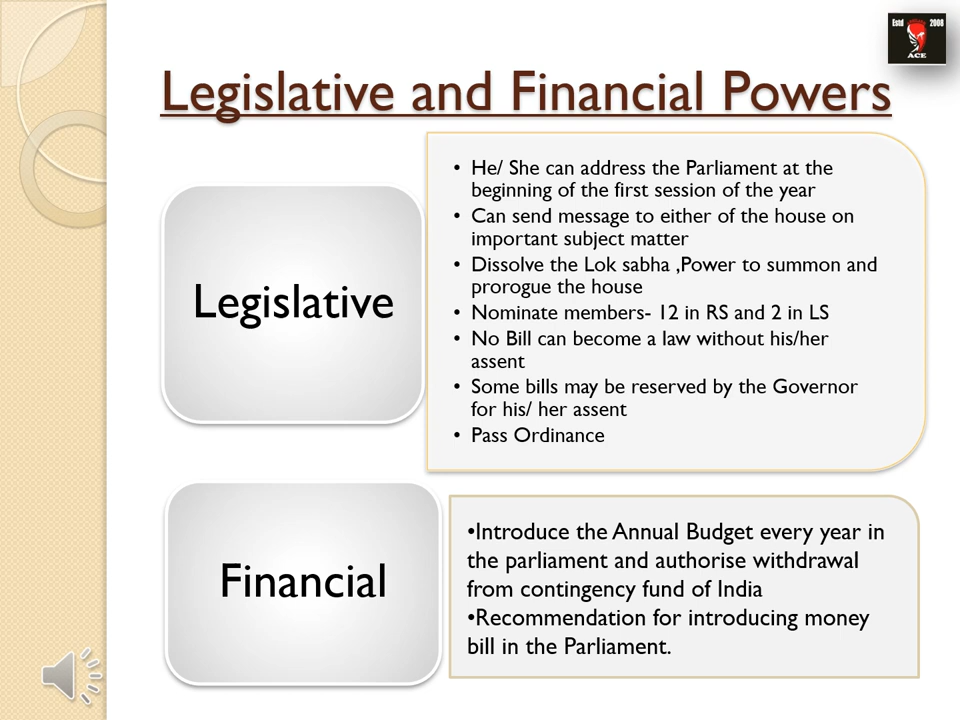 Estd 2008
ACE
Legislative and Financial Powers
Legislative
• He/ She can address the Parliament at the
beginning of the first session of the year
• Can send message to either of the house on
important subject matter
• Dissolve the Lok sabha ,Power to summon and
prorogue the house
• Nominate members- 12 in RS and 2 in LS
• No Bill can become a law without his/her
assent
• Some bills may be reserved by the Governor
for his/ her assent
• Pass Ordinance
Financial
•Introduce the Annual Budget every year in
the parliament and authorise withdrawal
from contingency fund of India
•Recommendation for introducing money
bill in the Parliament.